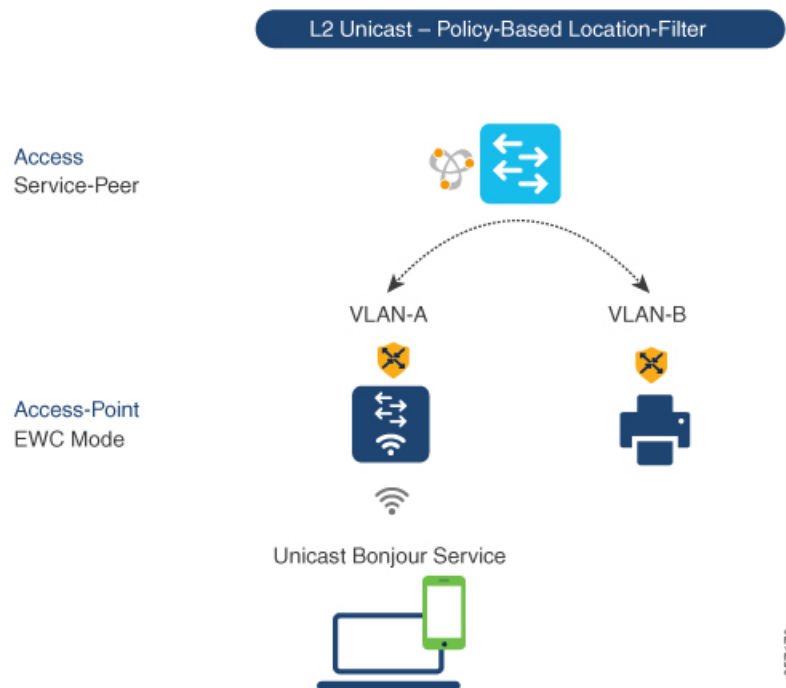 L2 Unicast – Policy-Based Location-Filter
Access
Service-Peer
VLAN-A
VLAN-B
Access-Point
EWC Mode
Unicast Bonjour Service